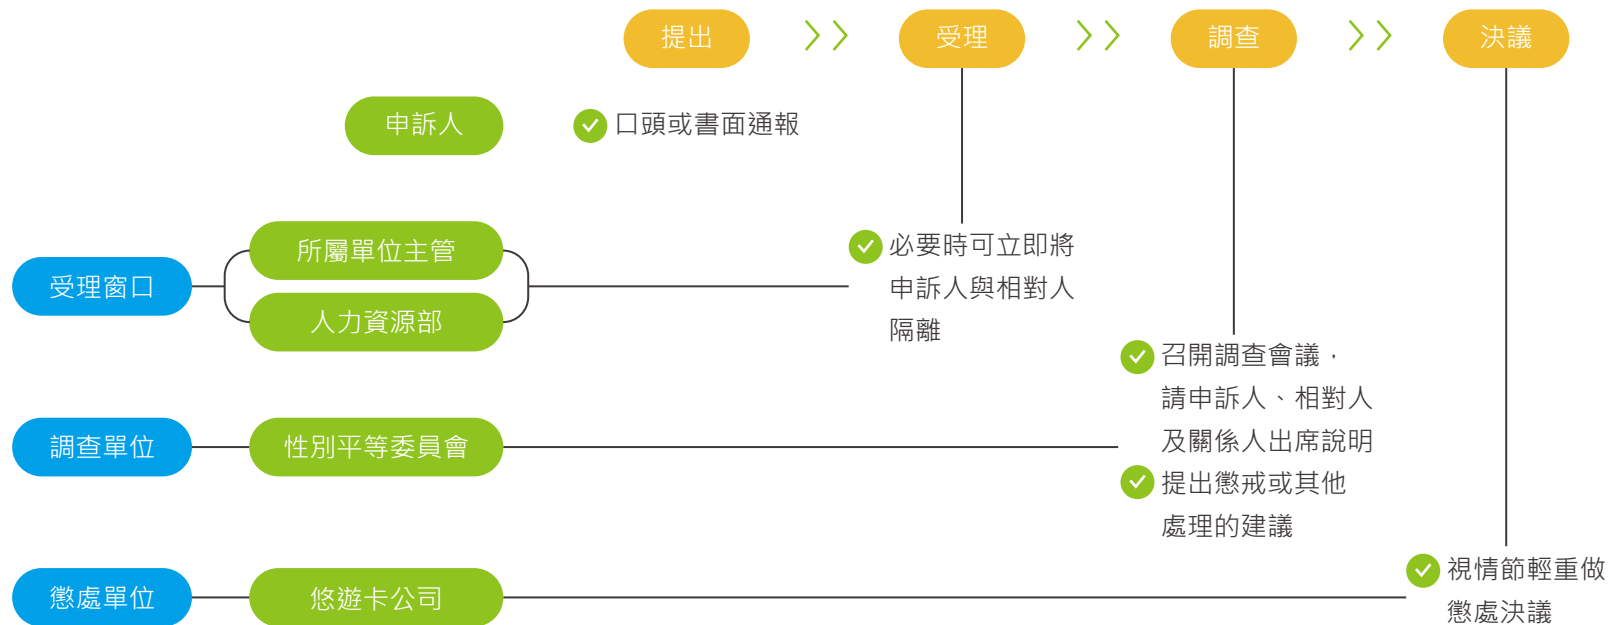 提出
受理
調查
決議
申訴人
口頭或書面通報
受理窗口
所屬單位主管
人力資源部
必要時可立即將
申訴人與相對人
隔離
調查單位
性別平等委員會
召開調查會議，
請申訴人、相對人
及關係人出席說明
提出懲戒或其他
處理的建議
懲處單位
悠遊卡公司
視情節輕重做
懲處決議